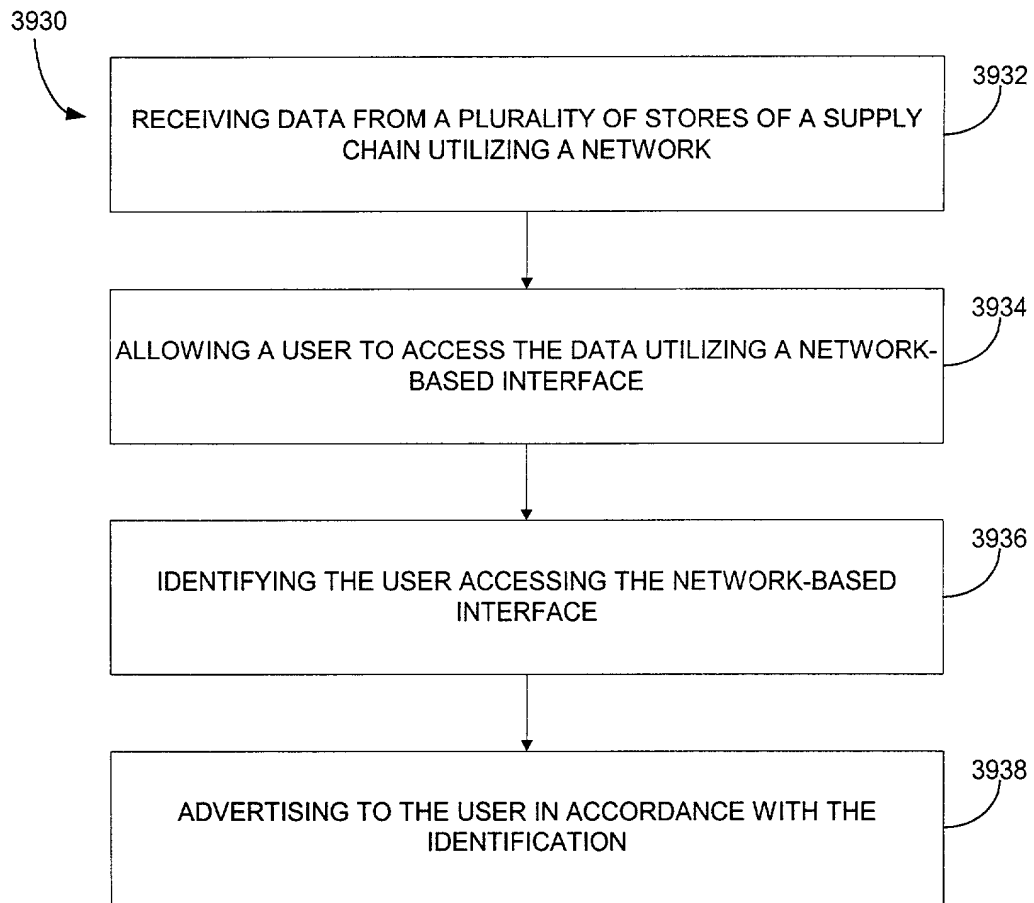 3930
3932
RECEIVING DATA FROM A PLURALITY OF STORES OF A SUPPLY
CHAIN UTILIZING A NETWORK
3934
ALLOWING A USER TO ACCESS THE DATA UTILIZING A NETWORK-
BASED INTERFACE
3936
IDENTIFYING THE USER ACCESSING THE NETWORK-BASED
INTERFACE
3938
ADVERTISING TO THE USER IN ACCORDANCE WITH THE
IDENTIFICATION